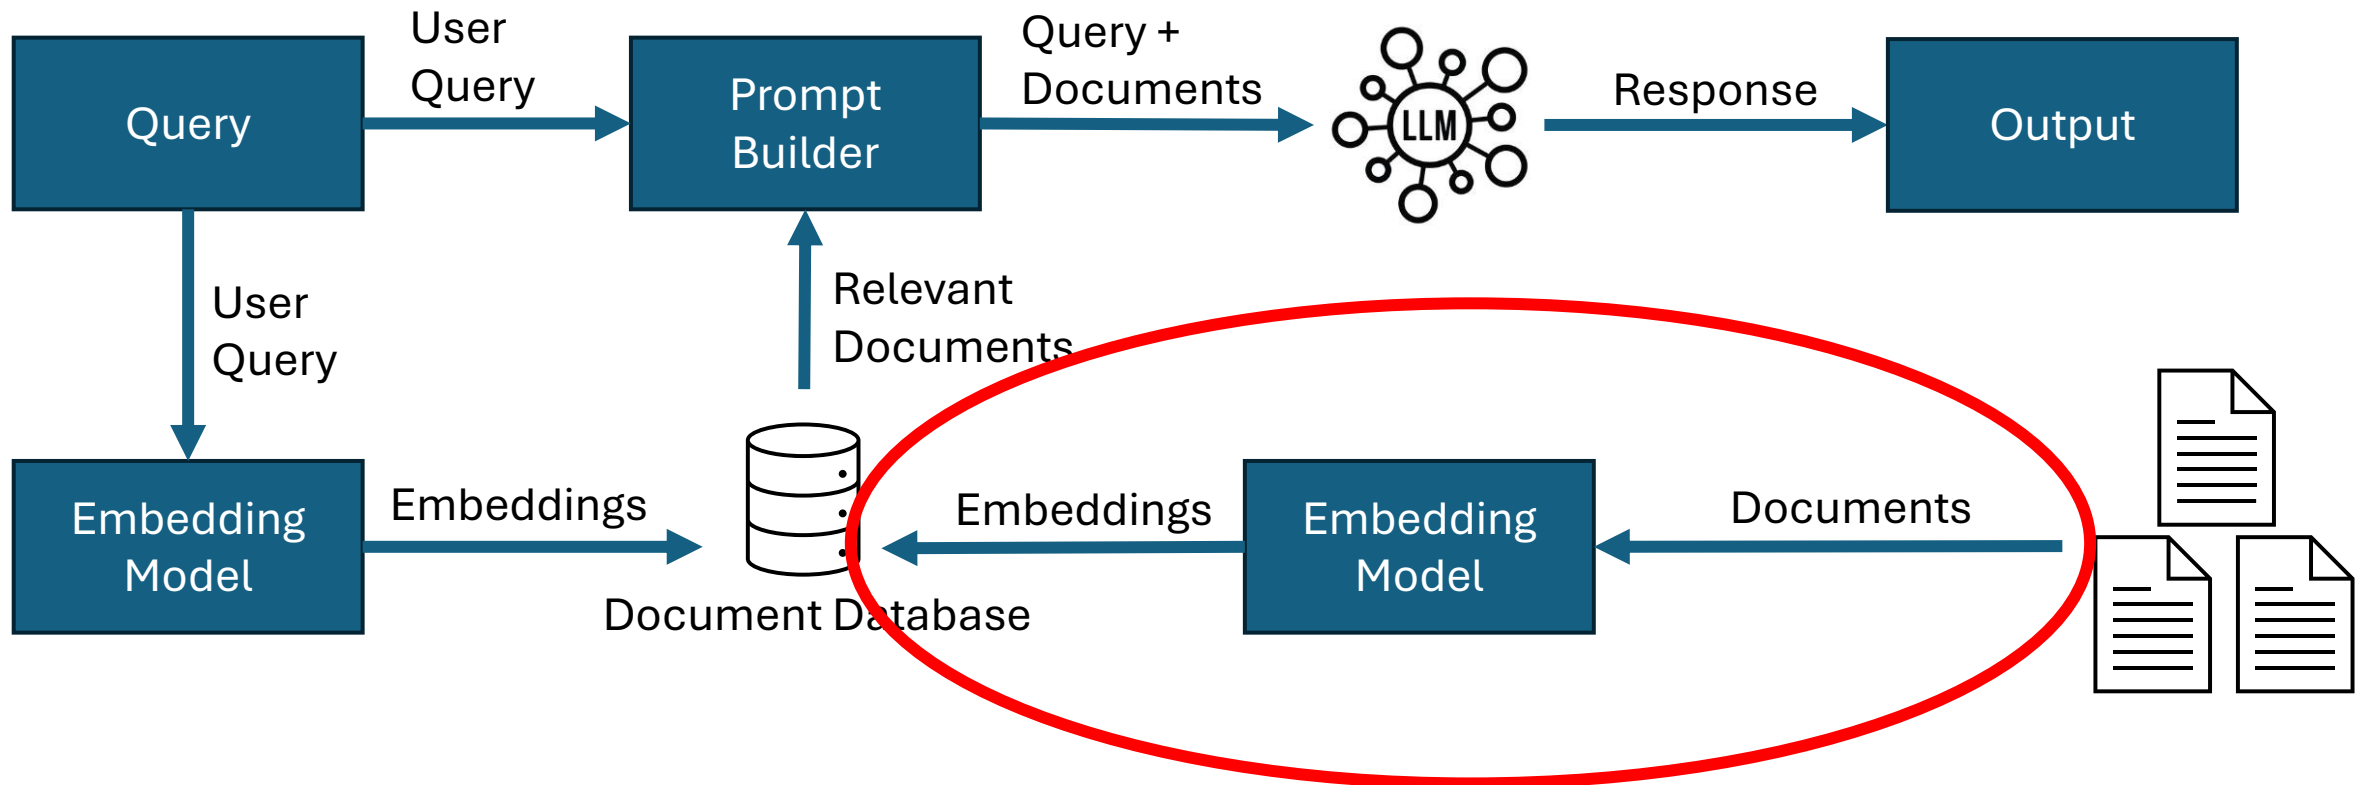 User
Query
Query +
Documents
Query
Prompt
Builder
LLM
Response
Output
User
Query
Relevant
Documents
Embedding
Model
Embeddings
Document Database
Embeddings
Embedding
Model
Documents